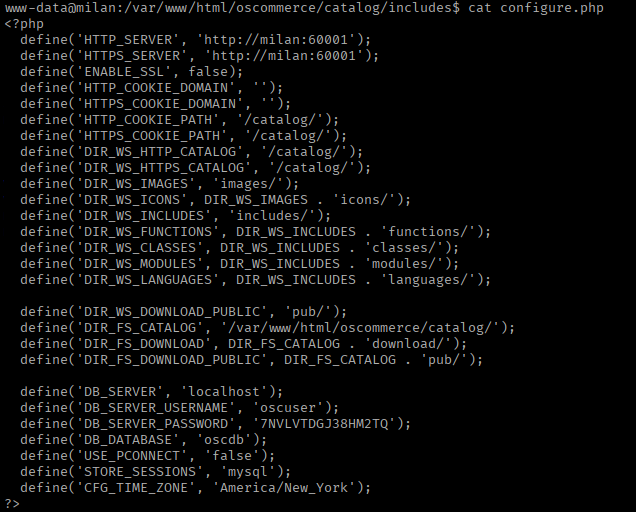 www-data@milan:/var/www/html/oscommerce/catalog/includes$ cat configure.php
<?php
  define('HTTP_SERVER', 'http://milan:60001');
  define('HTTPS_SERVER', 'http://milan:60001');
  define('ENABLE_SSL', false);
  define('HTTP_COOKIE_DOMAIN', '');
  define('HTTPS_COOKIE_DOMAIN', '');
  define('HTTP_COOKIE_PATH', '/catalog/');
  define('HTTPS_COOKIE_PATH', '/catalog/');
  define('DIR_WS_HTTP_CATALOG', '/catalog/');
  define('DIR_WS_HTTPS_CATALOG', '/catalog/');
  define('DIR_WS_IMAGES', 'images/');
  define('DIR_WS_ICONS', DIR_WS_IMAGES . 'icons/');
  define('DIR_WS_INCLUDES', 'includes/');
  define('DIR_WS_FUNCTIONS', DIR_WS_INCLUDES . 'functions/');
  define('DIR_WS_CLASSES', DIR_WS_INCLUDES . 'classes/');
  define('DIR_WS_MODULES', DIR_WS_INCLUDES . 'modules/');
  define('DIR_WS_LANGUAGES', DIR_WS_INCLUDES . 'languages/');

  define('DIR_WS_DOWNLOAD_PUBLIC', 'pub/');
  define('DIR_FS_CATALOG', '/var/www/html/oscommerce/catalog/');
  define('DIR_FS_DOWNLOAD', DIR_FS_CATALOG . 'download/');
  define('DIR_FS_DOWNLOAD_PUBLIC', DIR_FS_CATALOG . 'pub/');

  define('DB_SERVER', 'localhost');
  define('DB_SERVER_USERNAME', 'oscuser');
  define('DB_SERVER_PASSWORD', '7NVLVTDGJ38HM2TQ');
  define('DB_DATABASE', 'oscdb');
  define('USE_PCONNECT', 'false');
  define('STORE_SESSIONS', 'mysql');
  define('CFG_TIME_ZONE', 'America/New_York');
?>